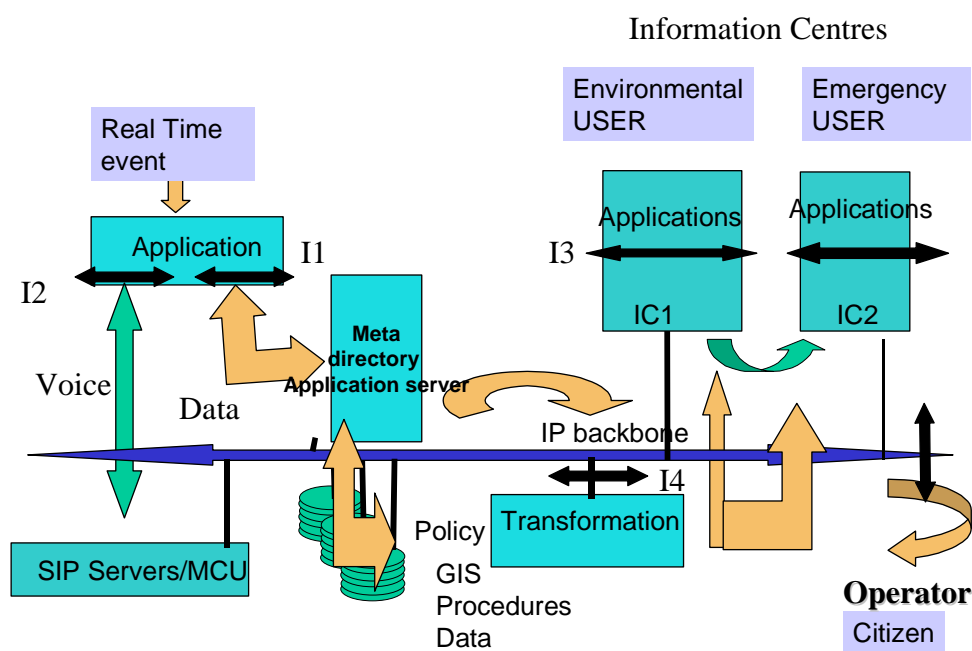 Information Centres
Environmental
USER
Emergency
USER
Real Time
event
Application
I1
I2
Applications
I3
IC1
Applications
IC2
Meta
directory
Application server
Voice
Data
IP backbone
I4
Transformation
SIP Servers/MCU
Policy
GIS
Procedures
Data
Operator
Citizen